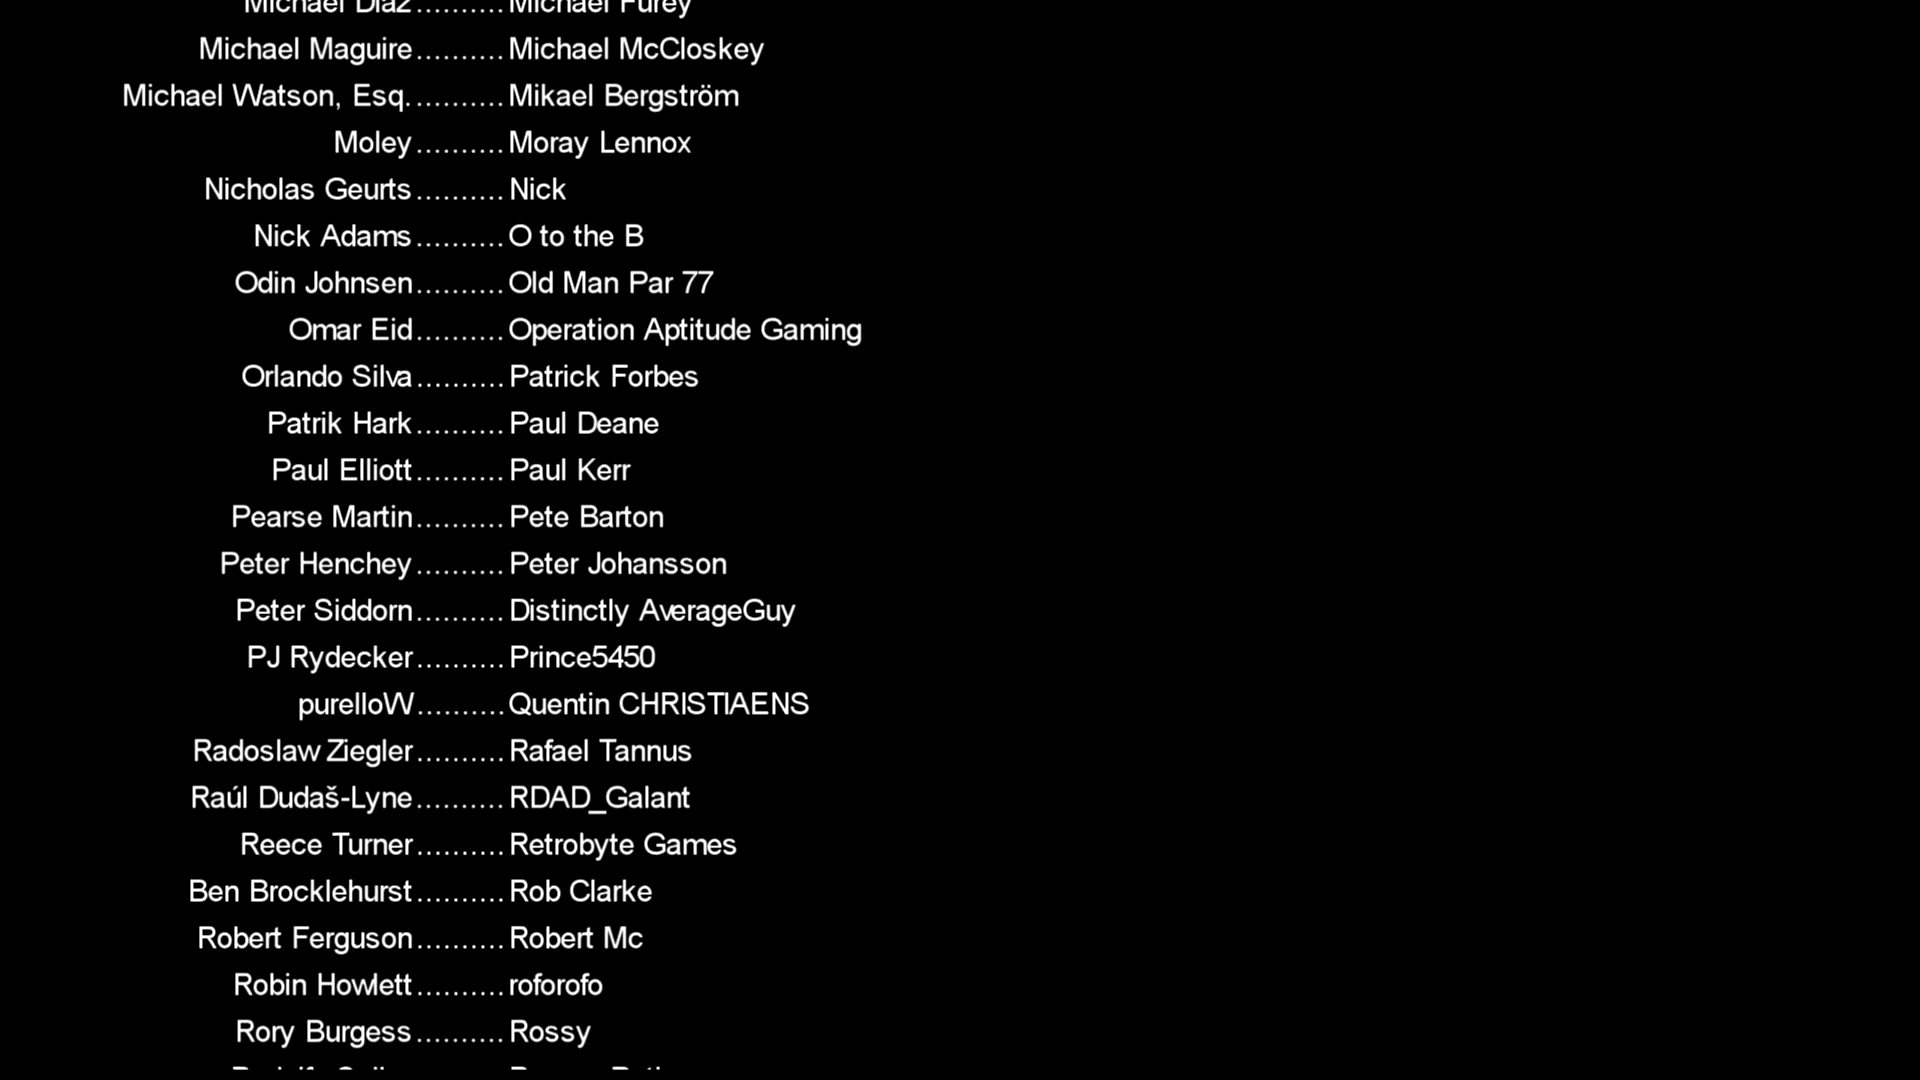 Michael Diaz..........Michael Furey
Michael Maguire..........Michael McCloskey
Michael Watson, Esq...........Mikael Bergström
Moley..........Moray Lennox
Nicholas Geurts..........Nick
Nick Adams..........O to the B
Odin Johnsen..........Old Man Par 77
Omar Eid..........Operation Aptitude Gaming
Orlando Silva..........Patrick Forbes
Patrik Hark..........Paul Deane
Paul Elliott..........Paul Kerr
Pearse Martin..........Pete Barton
Peter Henchey..........Peter Johansson
Peter Siddorn..........Distinctly AverageGuy
PJ Rydecker..........Prince5450
purelloW..........Quentin CHRISTIAENS
Radoslaw Ziegler..........Rafael Tannus
Raúl Dudaš-Lyne..........RDAD_Galant
Reece Turner..........Retrobyte Games
Ben Brocklehurst..........Rob Clarke
Robert Ferguson..........Robert Mc
Robin Howlett..........roforofo
Rory Burgess..........Rossy